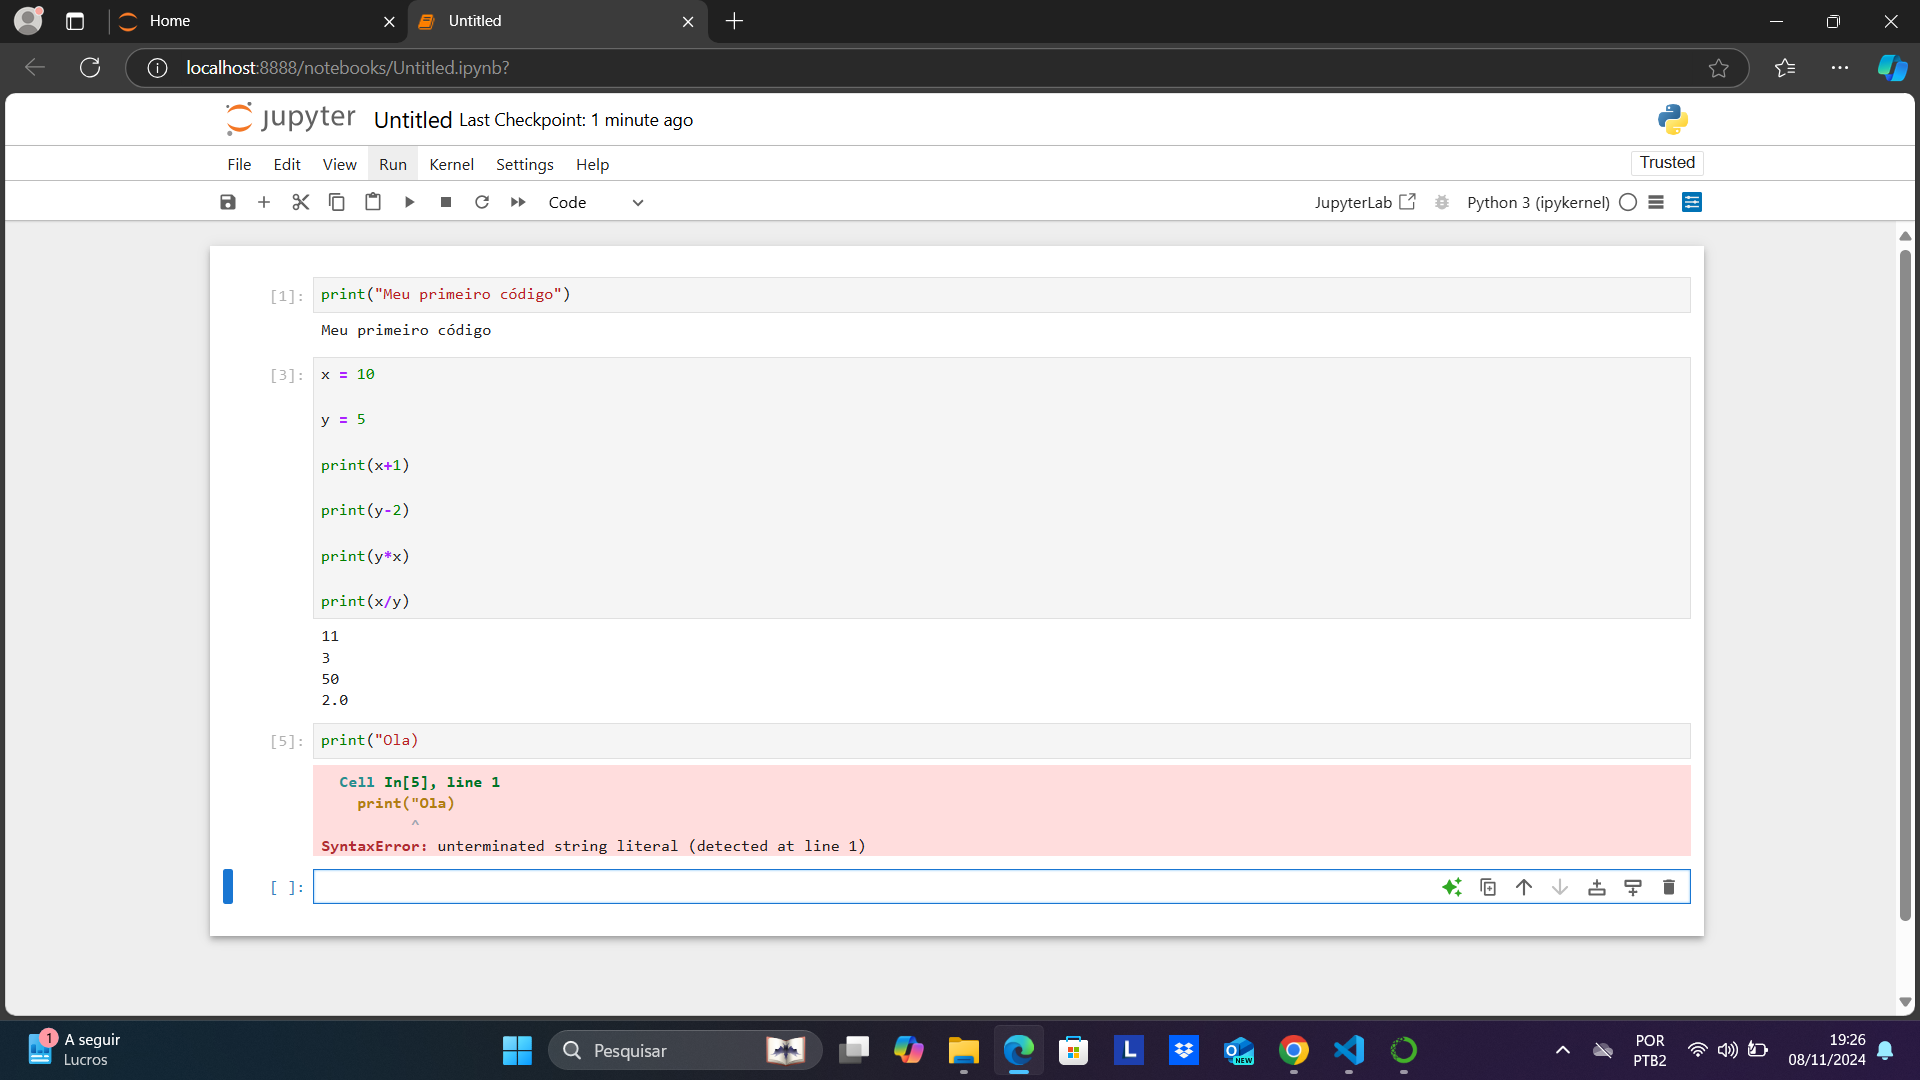 Home
Untitled
localhost:8888/notebooks/Untitled.ipynb?
jupyter Untitled Last Checkpoint: 1 minute ago
File Edit View Run Kernel Settings Help
Trusted
Code
JupyterLab
Python 3 (ipykernel)
[1]: print("Meu primeiro código")
Meu primeiro código
[3]: x = 10
y = 5
print(x+1)
print(y-2)
print(y*x)
print(x/y)
11
3
50
2.0
[5]: print("Ola)
Cell In[5], line 1
print("Ola)
^
SyntaxError: unterminated string literal (detected at line 1)
[ ]:
1
A seguir
Lucros
Pesquisar
L
NEW
POR
PTB2
19:26
08/11/2024